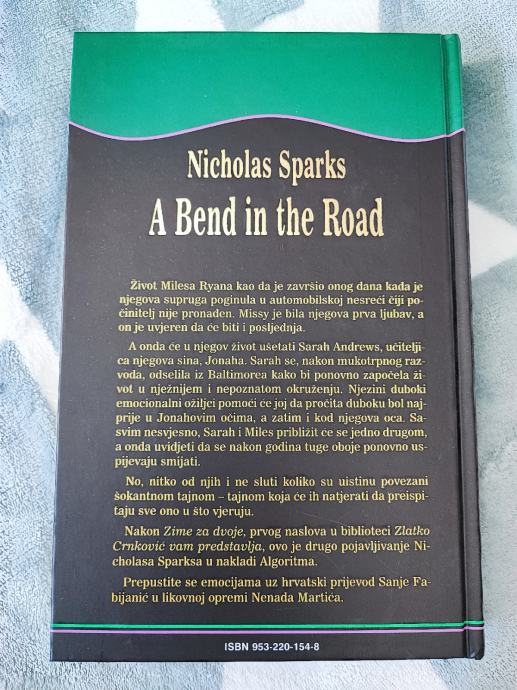 Nicholas Sparks
A Bend in the Road
Život Milesa Ryana kao da je završio onog dana kada je
njegova supruga poginula u automobilskoj nesreći čiji po-
činitelj nije pronađen. Missy je bila njegova prva ljubav, a
on je uvjeren da će biti i posljednja.
A onda će u njegov život ušetati Sarah Andrews, učitelji-
ca njegova sina, Jonaha. Sarah se, nakon mukotrpnog raz-
voda, odselila iz Baltimorea kako bi ponovno započela ži-
vot u nježnijem i nepoznatom okruženju. Njezini duboki
emocionalni ožiljci pomoći će joj da pročita duboku bol naj-
prije u Jonahovim očima, a zatim i kod njegova oca. Sa-
svim nesvjesno, Sarah i Miles približit će se jedno drugom,
a onda uvidjeti da se nakon godina tuge oboje ponovno us-
pijevaju smijati.
No, nitko od njih i ne sluti koliko su uistinu povezani
šokantnom tajnom – tajnom koja će ih natjerati da preispi-
taju sve ono u što vjeruju.
Nakon Zime za dvoje, prvog naslova u biblioteci Zlatko
Crnković vam predstavlja, ovo je drugo pojavljivanje Ni-
cholasa Sparksa u nakladi Algoritma.
Prepustite se emocijama uz hrvatski prijevod Sanje Fa-
bijanić u likovnoj opremi Nenada Martića.
ISBN 953-220-154-8